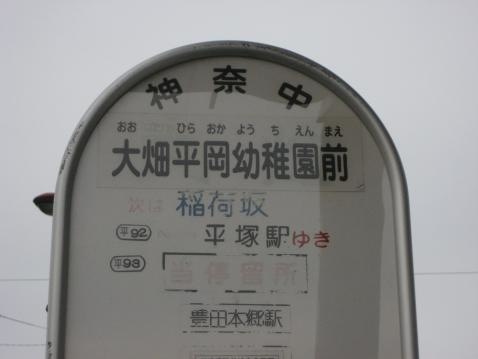 神奈中
おお ひら おか よう ち えん まえ
大畑平岡幼稚園前
次は 稲荷坂
平92 平塚駅ゆき
平93 当停留所
豊田本郷駅